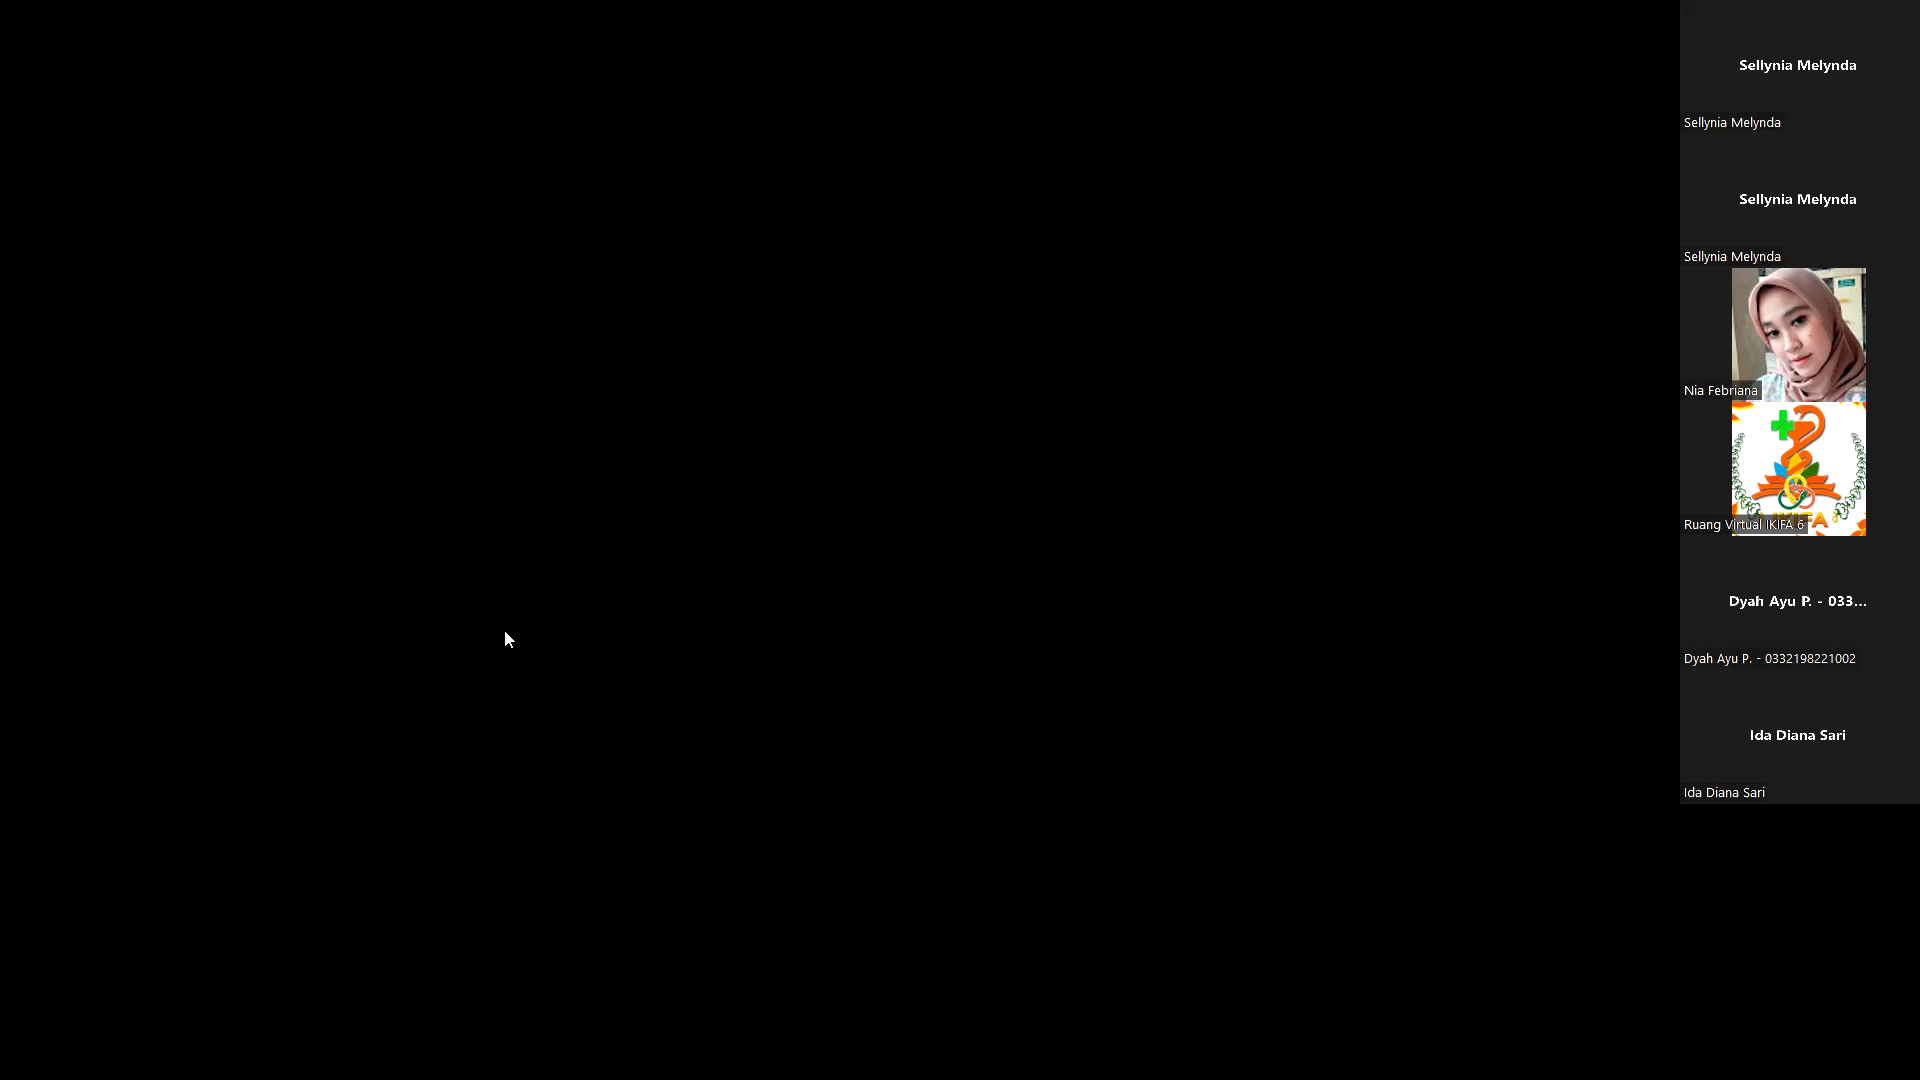 Sellynia Melynda
Sellynia Melynda
Sellynia Melynda
Sellynia Melynda
Nia Febriana
Ruang Virtual IKIFA 6
Dyah Ayu P. - 033...
Dyah Ayu P. - 0332198221002
Ida Diana Sari
Ida Diana Sari